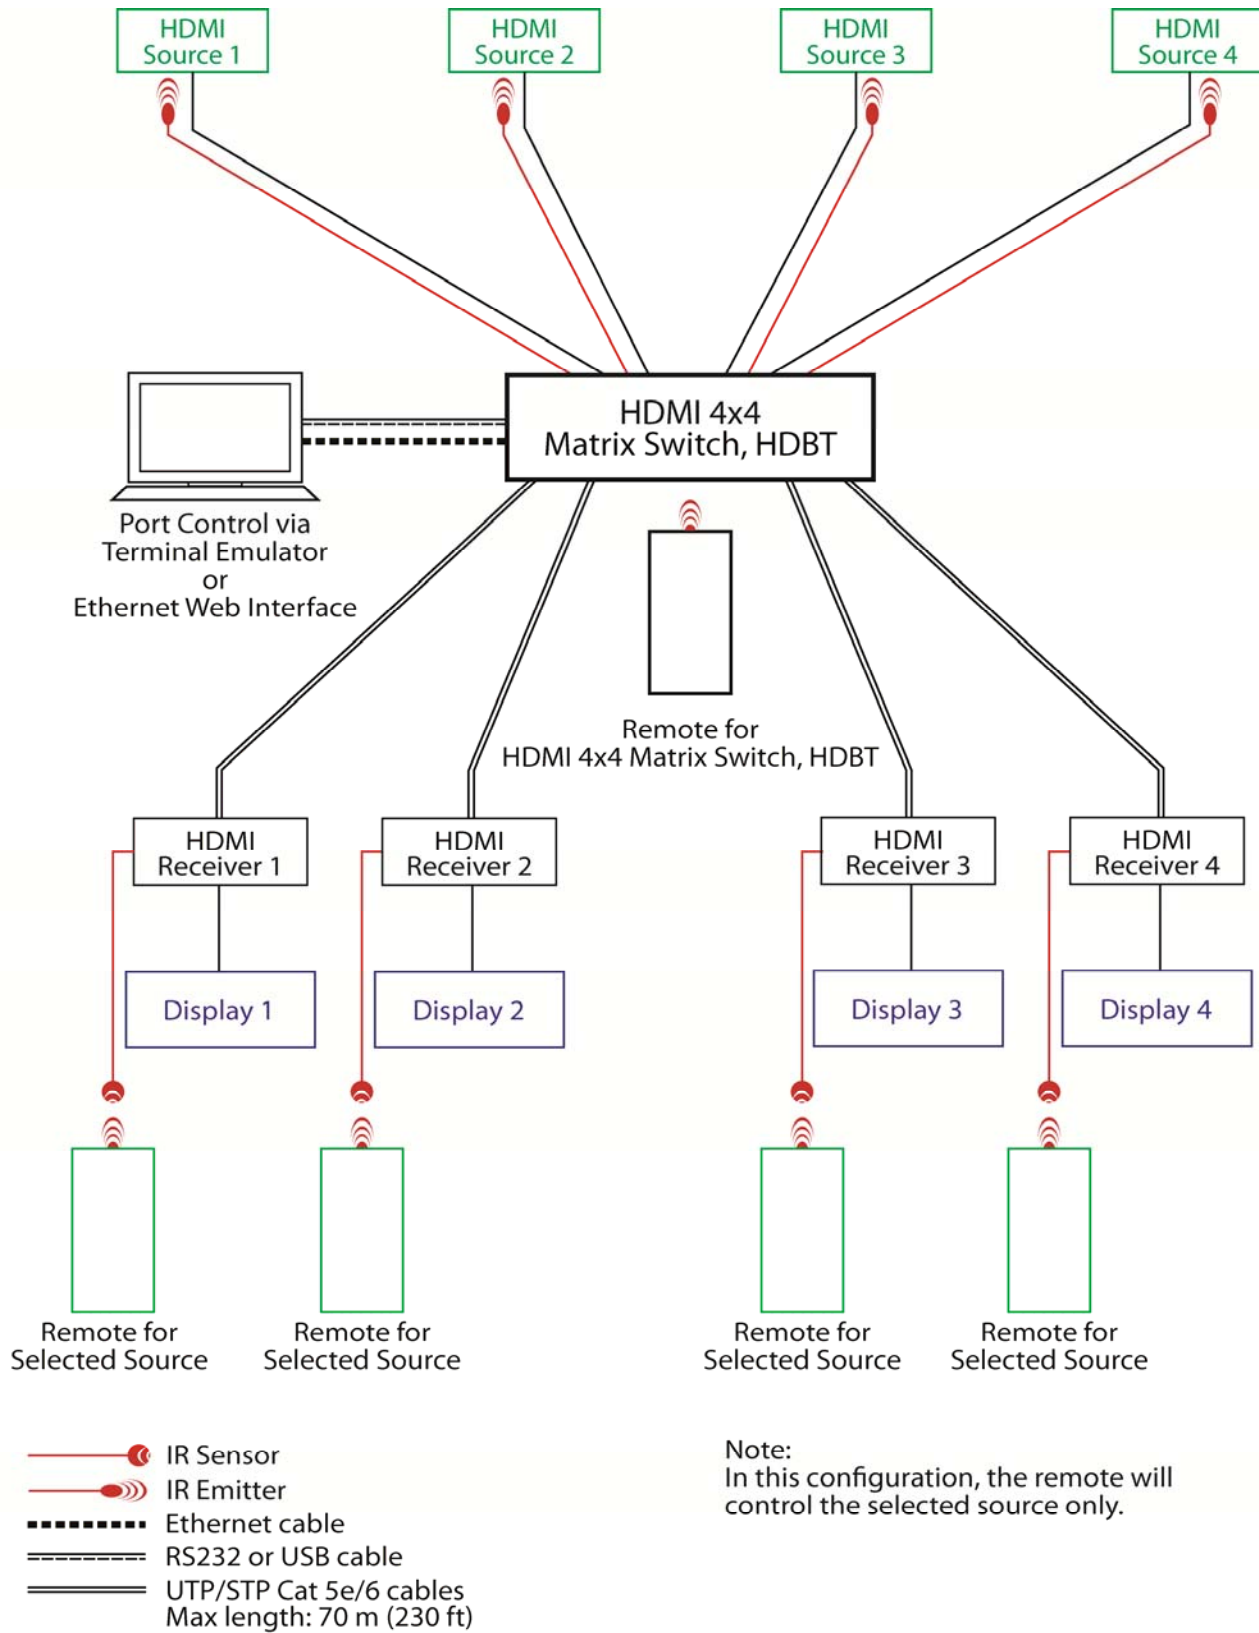 HDMI
Source 1
HDMI
Source 2
HDMI
Source 3
HDMI
Source 4
HDMI 4x4
Matrix Switch, HDBT
Port Control via
Terminal Emulator
or
Ethernet Web Interface
Remote for
HDMI 4x4 Matrix Switch, HDBT
HDMI
Receiver 1
HDMI
Receiver 2
HDMI
Receiver 3
HDMI
Receiver 4
Display 1
Display 2
Display 3
Display 4
Remote for
Selected Source
Remote for
Selected Source
Remote for
Selected Source
Remote for
Selected Source
IR Sensor
IR Emitter
Ethernet cable
RS232 or USB cable
UTP/STP Cat 5e/6 cables
Max length: 70 m (230 ft)
Note:
In this configuration, the remote will
control the selected source only.